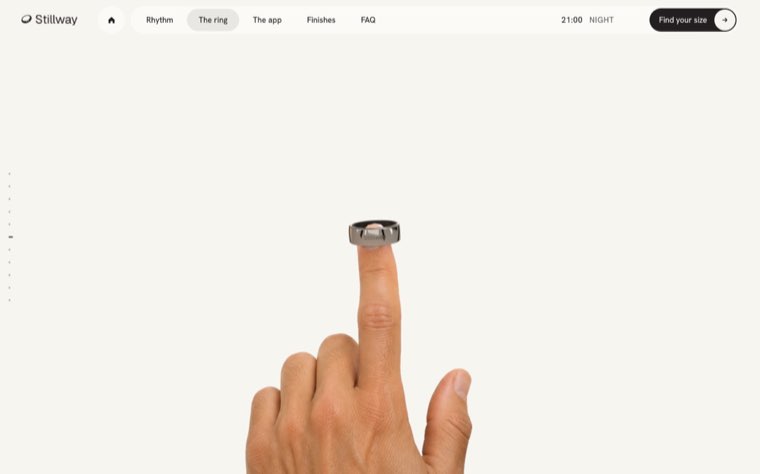 Stillway
Rhythm
The ring
The app
Finishes
FAQ
21:00 NIGHT
Find your size